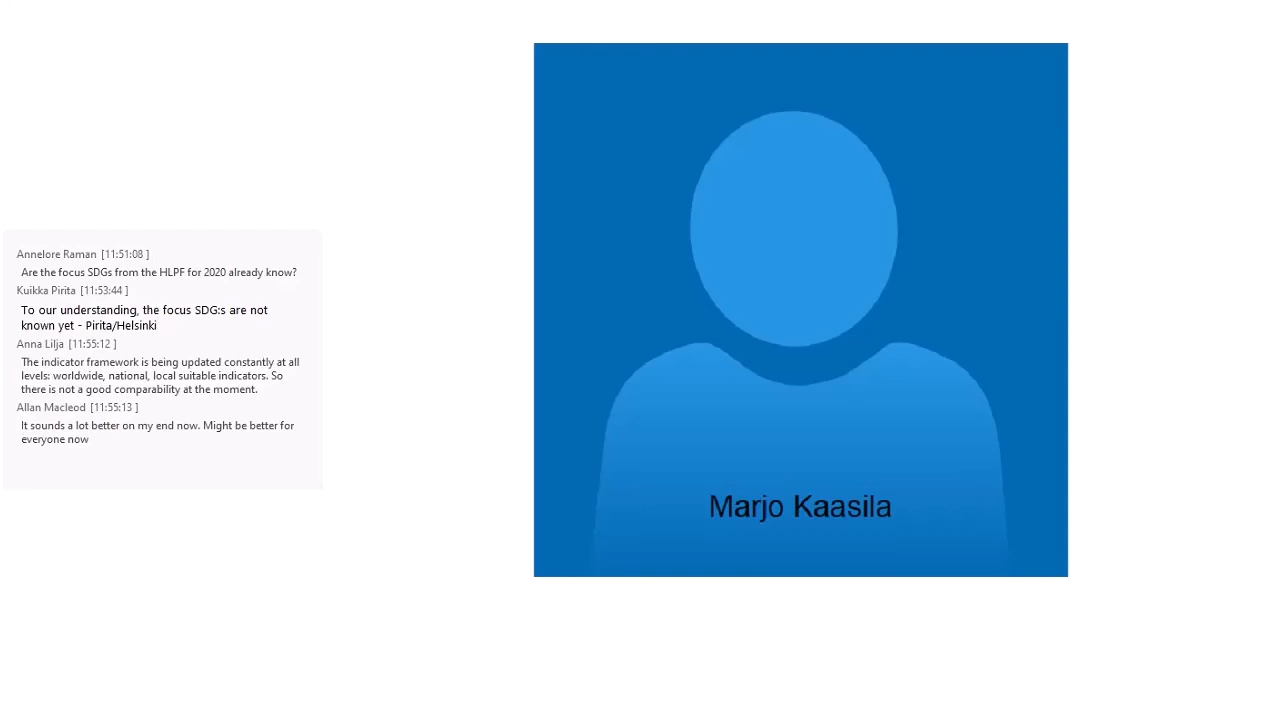 Annelore Raman [11:51:08 ]
Are the focus SDGs from the HLPF for 2020 already know?
Kuikka Pirita [11:53:44 ]
To our understanding, the focus SDG:s are not
known yet - Pirita/Helsinki
Anna Lilja [11:55:12 ]
The indicator framework is being updated constantly at all
levels: worldwide, national, local suitable indicators. So
there is not a good comparability at the moment.
Allan Macleod [11:55:13 ]
It sounds a lot better on my end now. Might be better for
everyone now
Marjo Kaasila